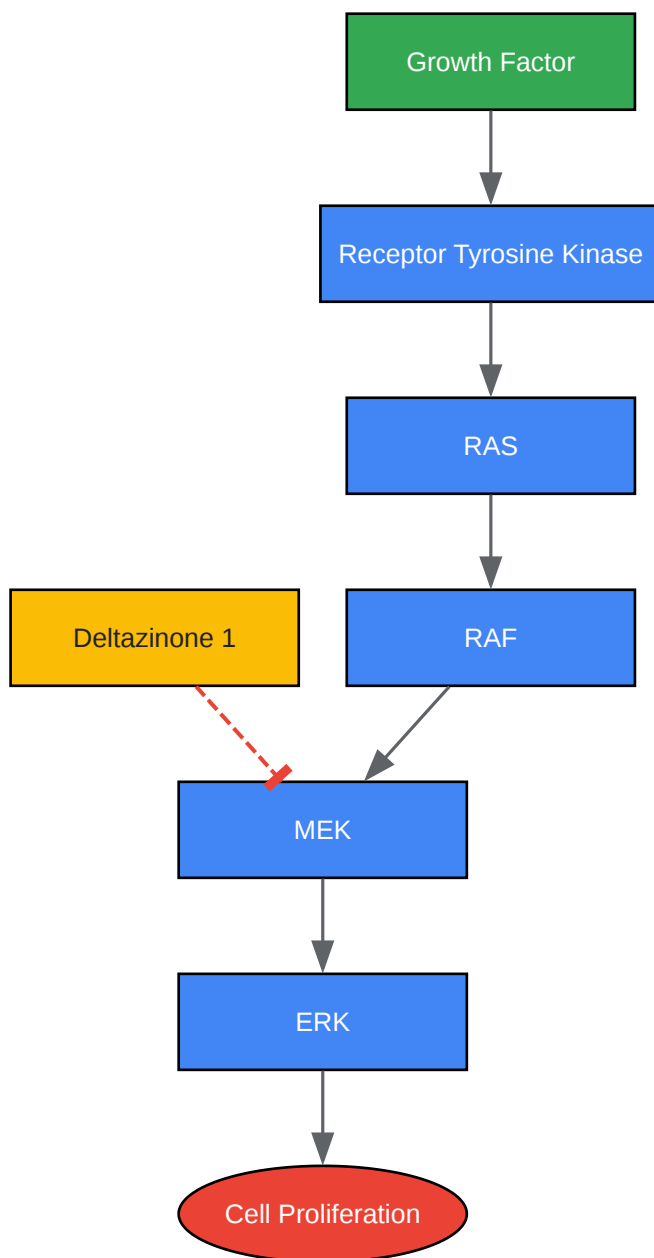 Growth Factor
Receptor Tyrosine Kinase
RAS
Deltazinone 1
RAF
MEK
ERK
Cell Proliferation